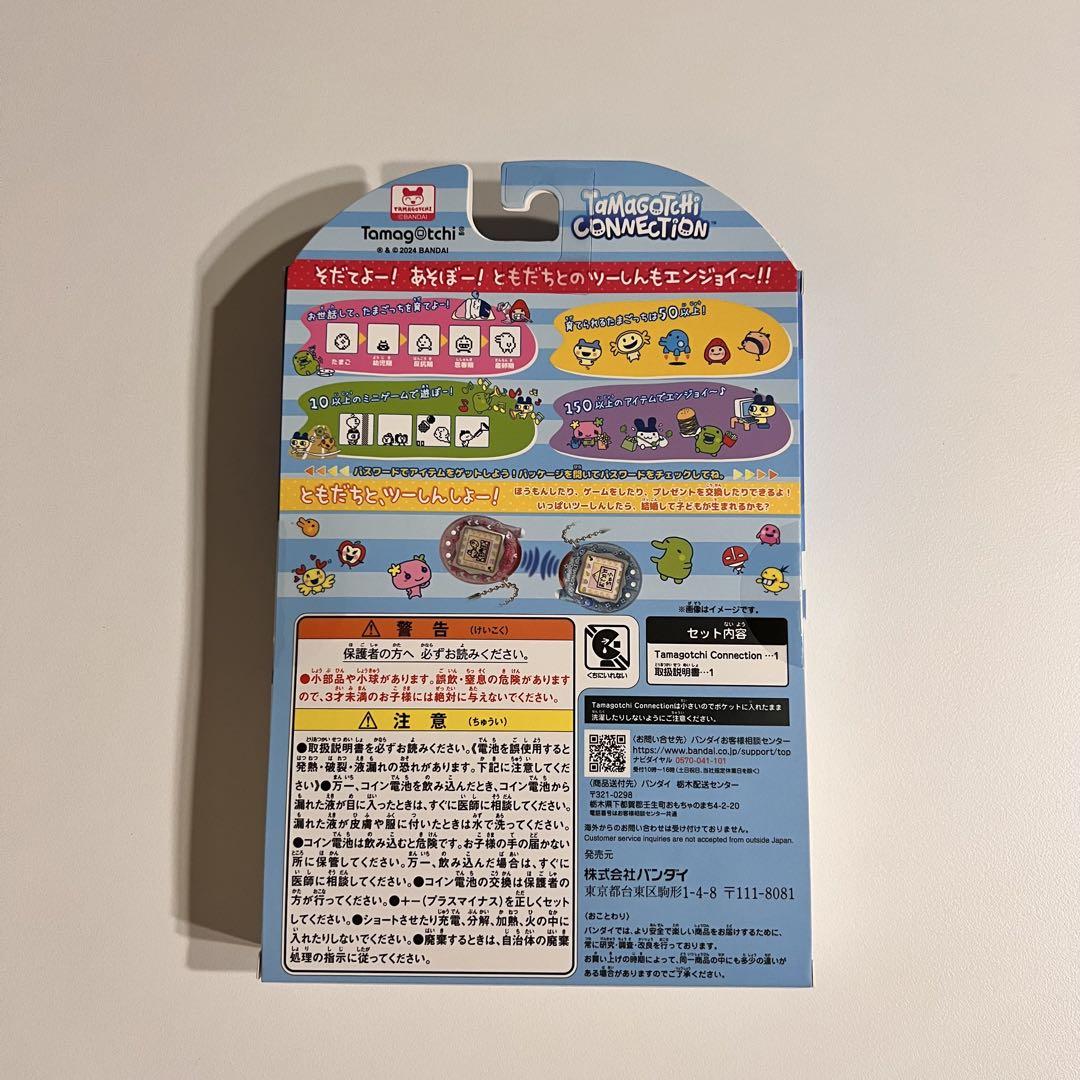 TAMAGOTCHI
©BANDAI
Tamagotchi
® & © 2024 BANDAI
TAMAGOTCHI
CONNECTION™
そだてよー! あそぼー! ともだちとのツーしんもエンジョイ〜!!
お世話して、たまごっちを育てよー!
たまご
幼児期
反抗期
思春期
育てられるたまごっちは50以上!
10以上のミニゲームで遊ぼー!
150以上のアイテムでエンジョイ〜♪
パスワードでアイテムをゲットしよう!パッケージを開いてパスワードをチェックしてね。
ともだちと、ツーしんしよー!
ほうもんしたり、ゲームをしたり、プレゼントを交換したりできるよ!
いっぱいツーしんしたら、結婚して子どもが生まれるかも?
※画像はイメージです。
⚠ 警告 (けいこく)
保護者の方へ 必ずお読みください。
●小部品や小球があります。誤飲・窒息の危険があります
ので、3才未満のお子様には絶対に与えないでください。
⚠ 注意 (ちゅうい)
●取扱説明書を必ずお読みください。《電池を誤使用すると
発熱・破裂・液漏れの恐れがあります。下記に注意してくだ
さい》●万一、コイン電池を飲み込んだとき、コイン電池から
漏れた液が目に入ったときは、すぐに医師に相談してください。
漏れた液が皮膚や服に付いたときは水で洗ってください。
●コイン電池は飲み込むと危険です。お子様の手の届かない
所に保管してください。万一、飲み込んだ場合は、すぐに
医師に相談してください。●コイン電池の交換は保護者の
方が行ってください。●+−(プラスマイナス)を正しくセット
してください。●ショートさせたり充電、分解、加熱、火の中に
入れたりしないでください。●廃棄するときは、自治体の廃棄
処理の指示に従ってください。
くちにいれない
セット内容
Tamagotchi Connection …1
取扱説明書…1
Tamagotchi Connectionは小さいのでポケットに入れたまま
洗濯したりしないようにご注意ください。
〈お問い合せ先〉バンダイお客様相談センター
https://www.bandai.co.jp/support/top
ナビダイヤル 0570-041-101
受付10時〜16時(土日祝日、当社指定休業日を除く)
〈商品送付先〉バンダイ 栃木配送センター
〒321-0298
栃木県下都賀郡壬生町おもちゃのまち4-2-20
電話番号はお客様相談センター共通
海外からのお問い合わせは受け付けておりません。
Customer service inquiries are not accepted from outside Japan.
発売元
株式会社バンダイ
東京都台東区駒形1-4-8 〒111-8081
〈おことわり〉
バンダイでは、より安全で楽しい商品をお届けするために、
常に研究・調査・改良を行っております。
お買い上げの時期によって、同一商品の中にも多少の違いが
ある場合がありますのでご了承ください。